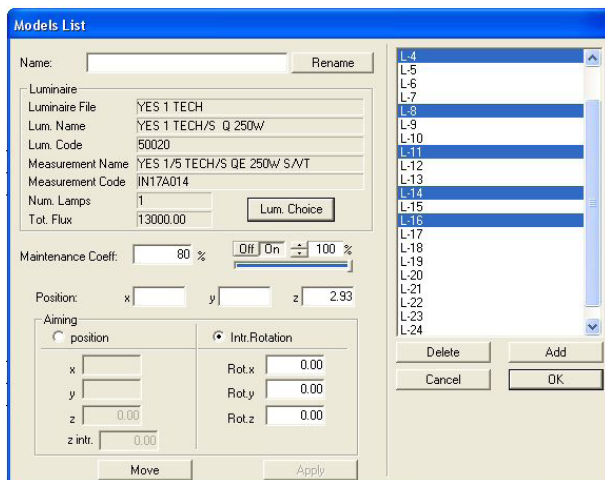 Models List
Name:
Rename
Luminaire
Luminaire File YES 1 TECH
Lum. Name YES 1 TECH/S Q 250W
Lum. Code 50020
Measurement Name YES 1/5 TECH/S QE 250W S/VT
Measurement Code IN17A014
Num. Lamps 1
Tot. Flux 13000.00
Lum. Choice
Maintenance Coeff: 80 % Off On 100 %
Position: x y z 2.93
Aiming
position
x
y
z 0.00
z intr. 0.00
Intr.Rotation
Rot.x 0.00
Rot.y 0.00
Rot.z 0.00
Move Apply
L-4
L-5
L-6
L-7
L-8
L-9
L-10
L-11
L-12
L-13
L-14
L-15
L-16
L-17
L-18
L-19
L-20
L-21
L-22
L-23
L-24
Delete Add
Cancel OK